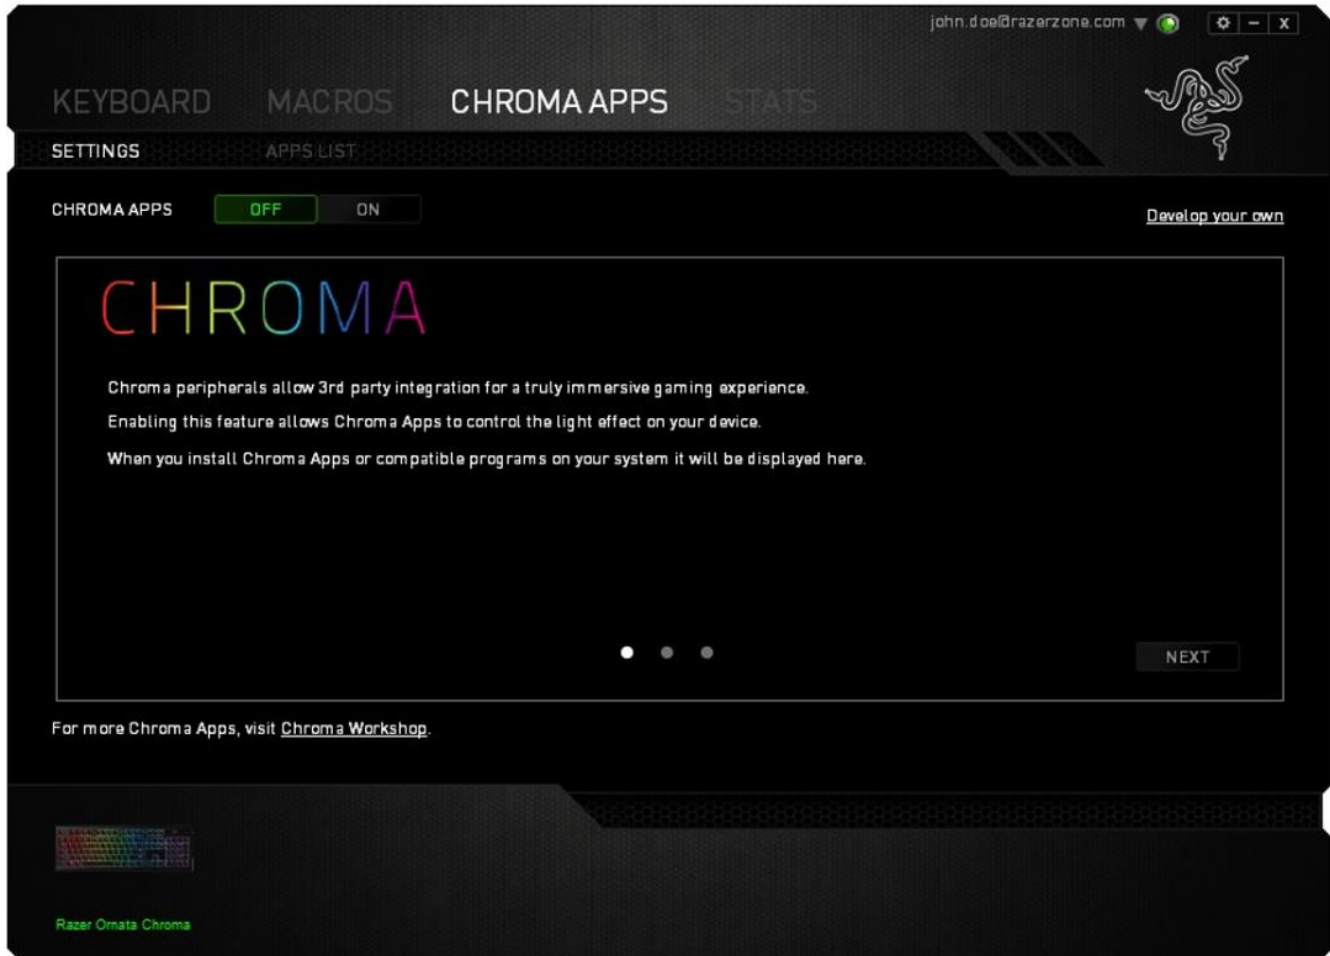 john.doe@razerzone.com
KEYBOARD MACROS CHROMA APPS STATS
SETTINGS APPS LIST
CHROMA APPS OFF ON
Develop your own
CHROMA
Chroma peripherals allow 3rd party integration for a truly immersive gaming experience.
Enabling this feature allows Chroma Apps to control the light effect on your device.
When you install Chroma Apps or compatible programs on your system it will be displayed here.
NEXT
For more Chroma Apps, visit Chroma Workshop.
Razer Ornata Chroma